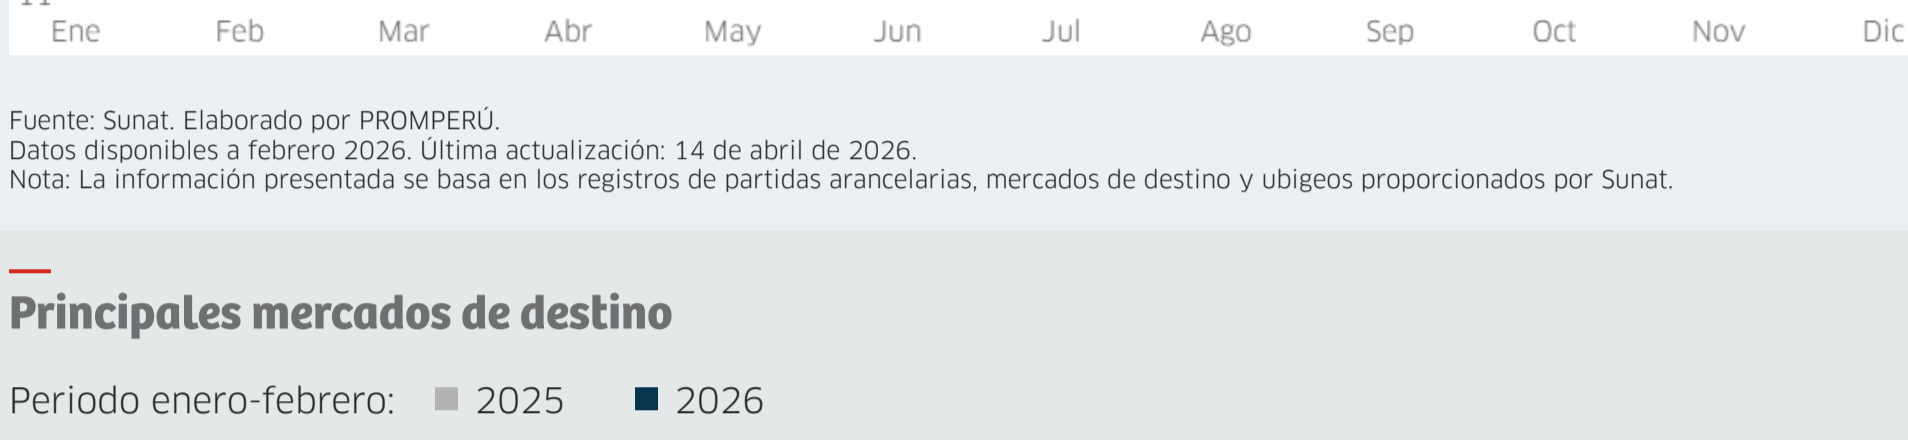 Ene Feb Mar Abr May Jun Jul Ago Sep Oct Nov Dic
Fuente: Sunat. Elaborado por PROMPERÚ.
Datos disponibles a febrero 2026. Última actualización: 14 de abril de 2026.
Nota: La información presentada se basa en los registros de partidas arancelarias, mercados de destino y ubigeos proporcionados por Sunat.
Principales mercados de destino
Periodo enero-febrero: 2025 2026